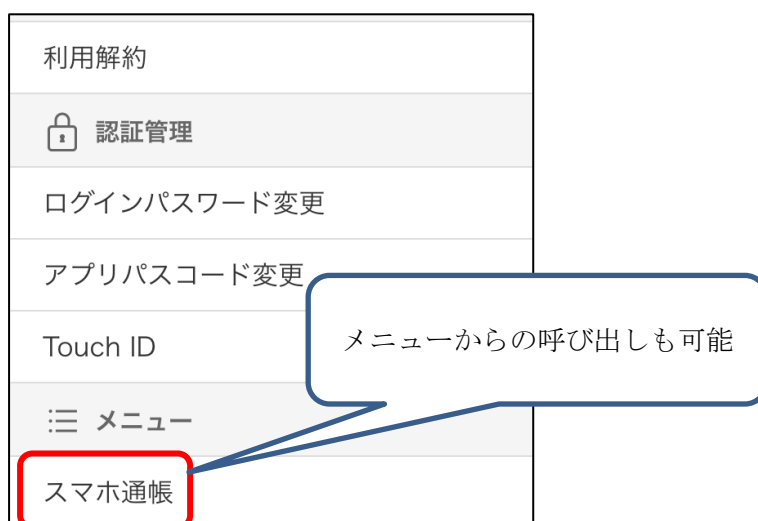 利用解約
認証管理
ログインパスワード変更
アプリパスコード変更
メニューからの呼び出しも可能
Touch ID
メニュー
スマホ通帳